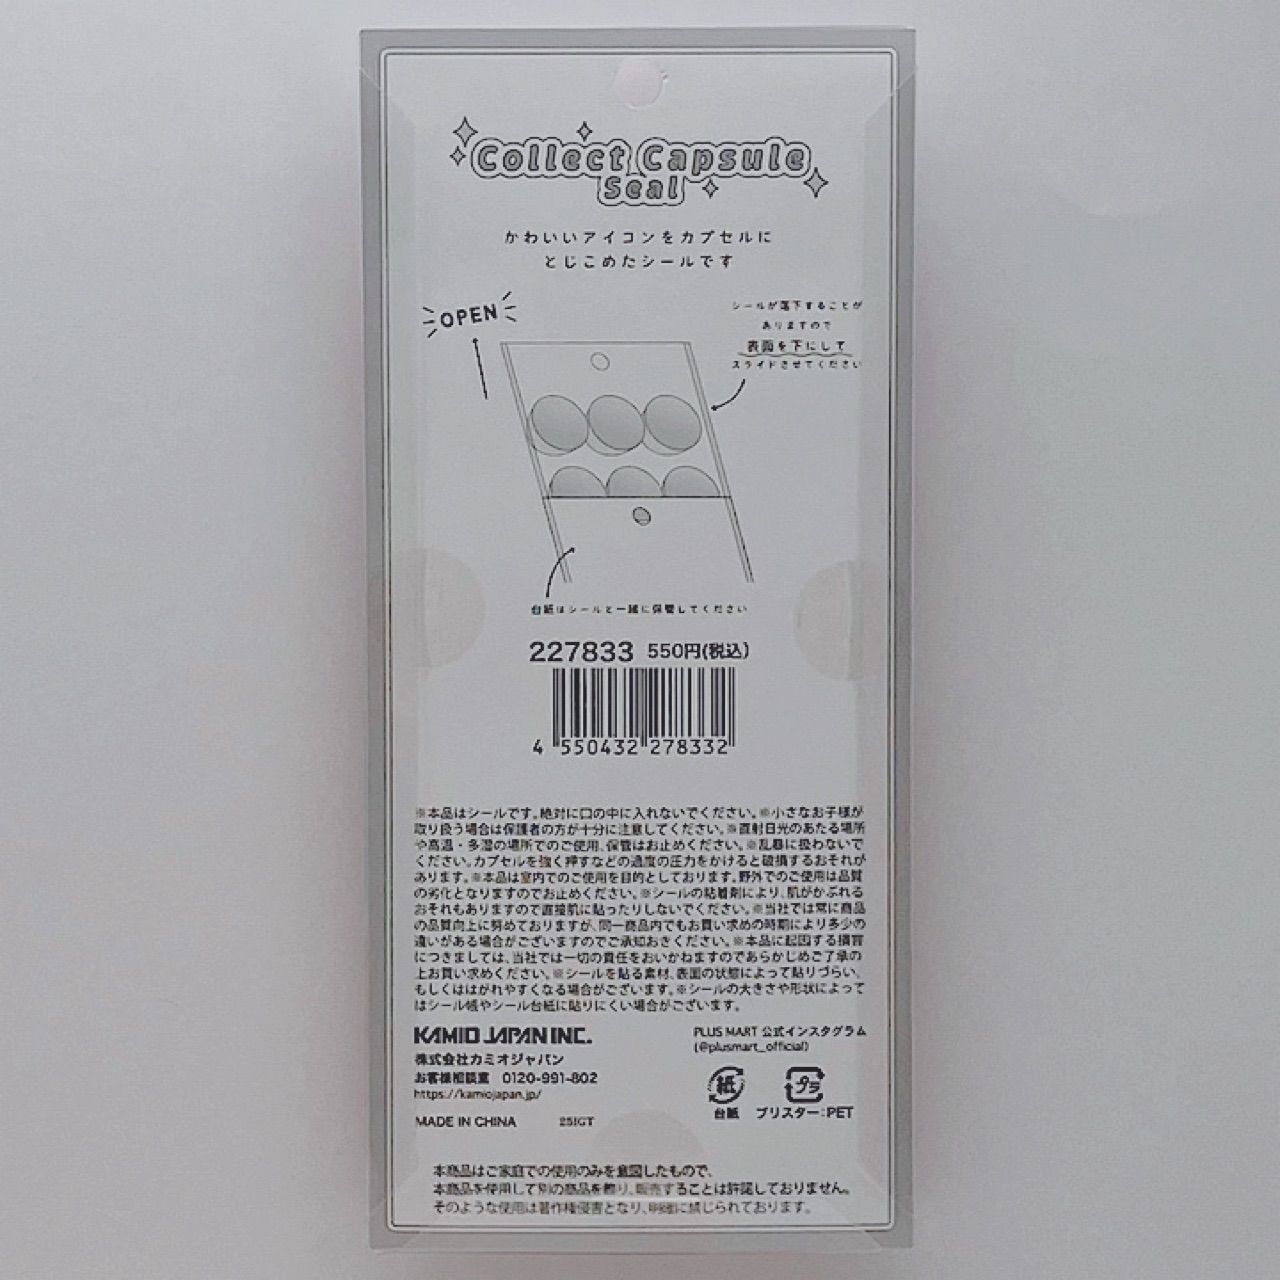 Collect Capsule
Seal
かわいいアイコンをカプセルに
とじこめたシールです
OPEN
シールが落下することが
ありますので
表面を下にして
スライドさせてください
台紙はシールと一緒に保管してください
227833 550円(税込)
4 550432 278332
※本品はシールです。絶対に口の中に入れないでください。※小さなお子様が
取り扱う場合は保護者の方が十分に注意してください。※直射日光のあたる場所
や高温・多湿の場所でのご使用、保管はお止めください。※乱暴に扱わないで
ください。カプセルを強く押すなどの過度の圧力をかけると破損するおそれが
あります。※本品は室内でのご使用を目的としております。野外でのご使用は品質
の劣化となりますのでお止めください。※シールの粘着剤により、肌がかぶれる
おそれもありますので直接肌に貼ったりしないでください。※当社では常に商品
の品質向上に努めておりますが、同一商品内でもお買い求めの時期により多少の
違いがある場合がございますのでご承知おきください。※本品に起因する損害
につきましては、当社では一切の責任をおいかねますのであらかじめご了承の
上お買い求めください。※シールを貼る素材、表面の状態によって貼りづらい、
もしくははがれやすくなる場合がございます。※シールの大きさや形状によって
はシール帳やシール台紙に貼りにくい場合がございます。
KAMIO JAPAN INC.
株式会社カミオジャパン
お客様相談室 0120-991-802
https://kamiojapan.jp/
MADE IN CHINA 25IGT
PLUS MART 公式インスタグラム
(@plusmart_official)
紙 プラ
台紙 ブリスター：PET
本商品はご家庭での使用のみを意図したもので、
本商品を使用して別の商品を飾り、販売することは許諾しておりません。
そのような使用は著作権侵害となり、明確に禁じられております。